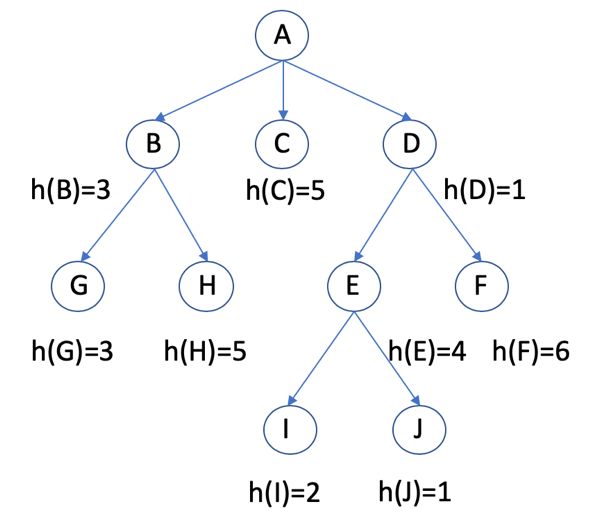 A
B
C
D
h(B)=3
h(C)=5
h(D)=1
G
H
E
F
h(G)=3
h(H)=5
h(E)=4
h(F)=6
I
J
h(I)=2
h(J)=1